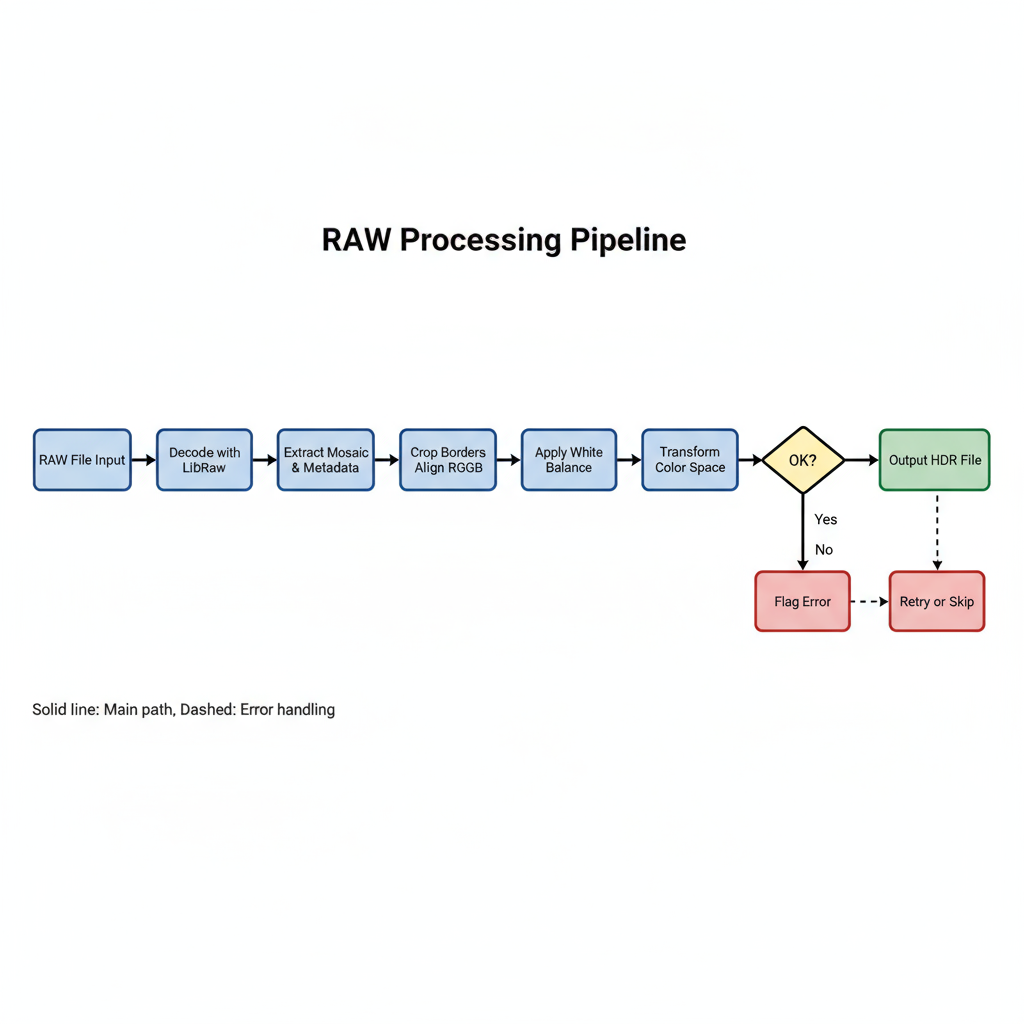 RAW Processing Pipeline
RAW File Input
Decode with
LibRaw
Extract Mosaic
& Metadata
Crop Borders
Align RGGB
Apply White
Balance
Transform
Color Space
OK?
Output HDR File
Yes
No
Flag Error
Retry or Skip
Solid line: Main path, Dashed: Error handling